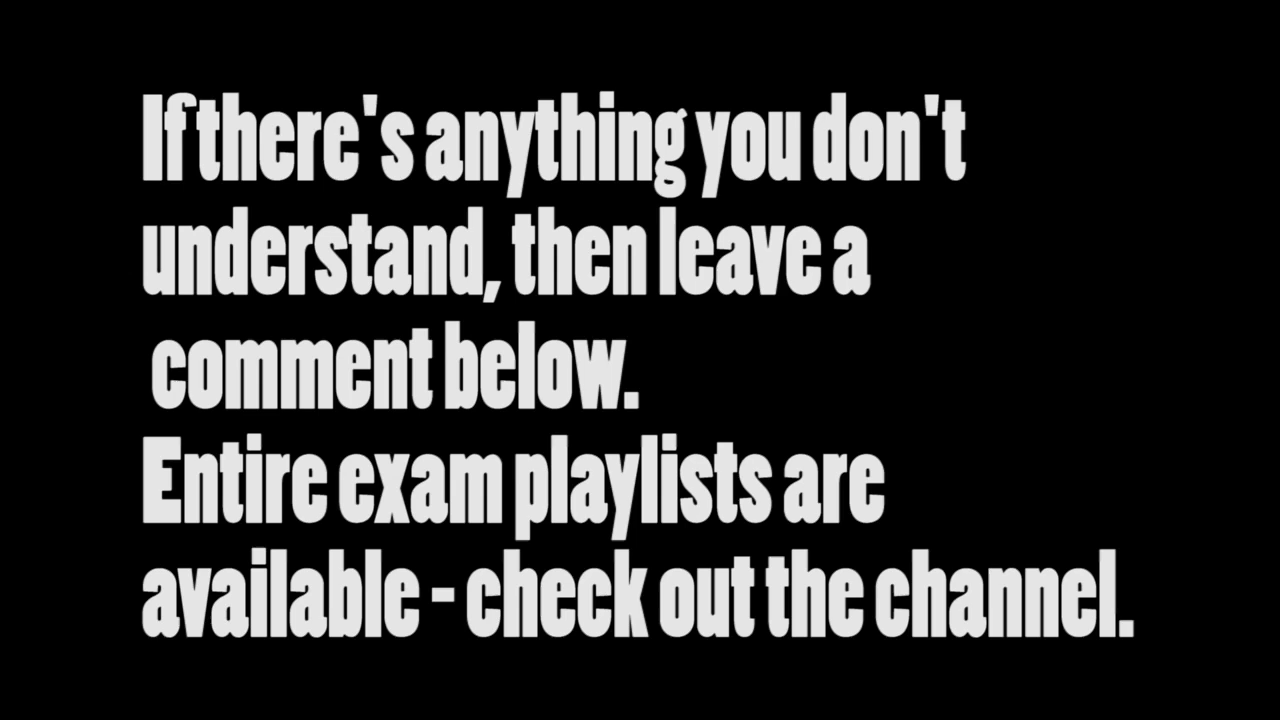 If there's anything you don't
understand, then leave a
comment below.
Entire exam playlists are
available - check out the channel.